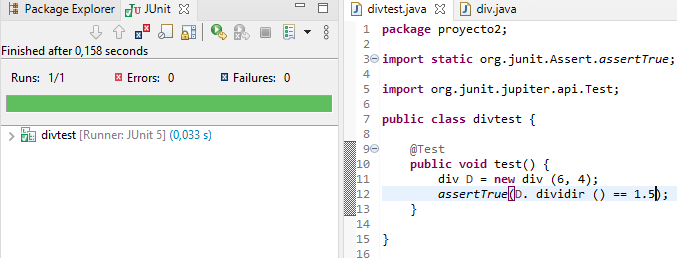 Package Explorer JUnit
Finished after 0,158 seconds
Runs: 1/1 Errors: 0 Failures: 0
divtest [Runner: JUnit 5] (0,033 s)
divtest.java div.java
1 package proyecto2;
2
3 import static org.junit.Assert.assertTrue;
4
5 import org.junit.jupiter.api.Test;
6
7 public class divtest {
8
9 @Test
10 public void test() {
11 div D = new div (6, 4);
12 assertTrue(D. dividir () == 1.5);
13 }
14
15 }
16